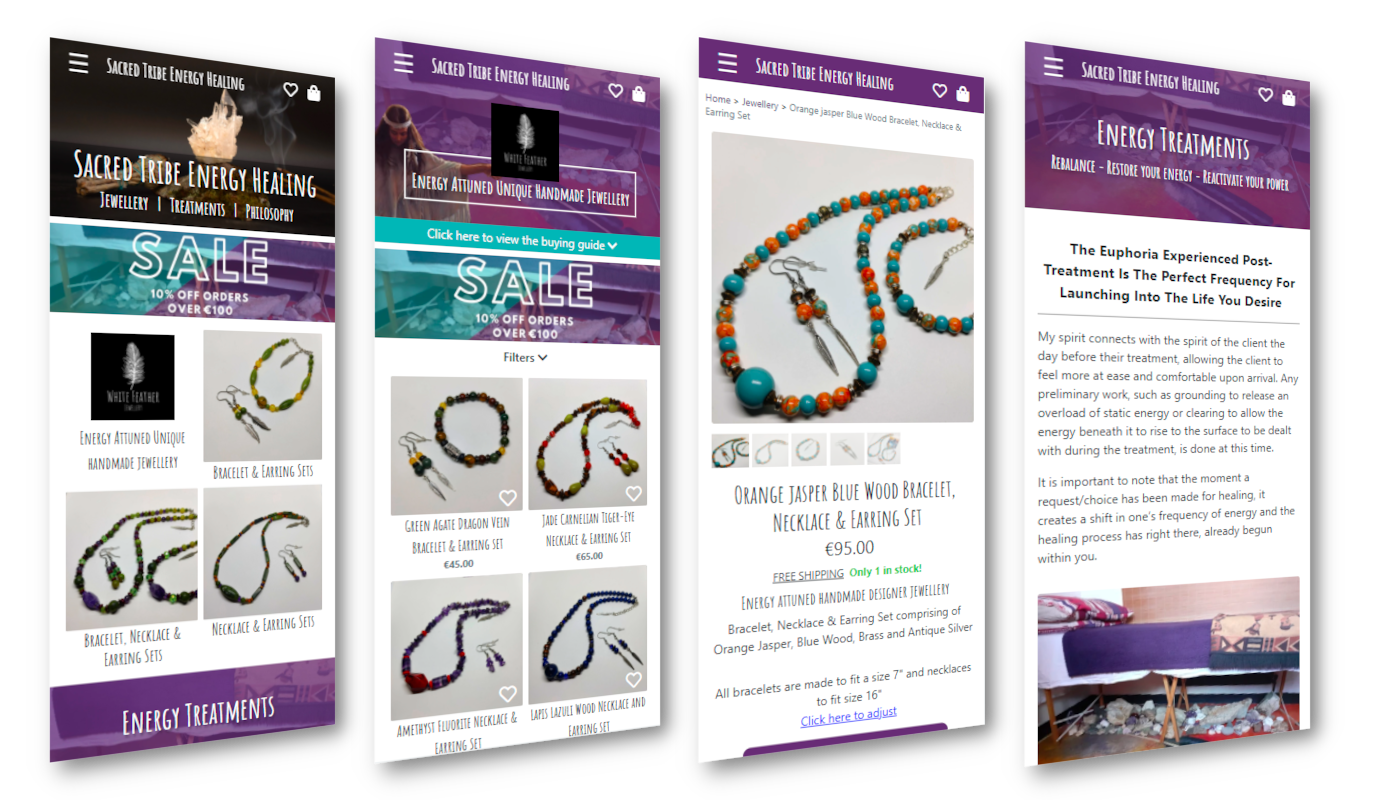 Sacred Tribe Energy Healing
Sacred Tribe Energy Healing
Jewellery | Treatments | Philosophy
SALE
10% OFF ORDERS
OVER €100
White Feather
Jewellery
Energy Attuned Unique
handmade jewellery
Bracelet & Earring Sets
Bracelet, Necklace &
Earring Sets
Necklace & Earring Sets
Energy Treatments
Sacred Tribe Energy Healing
White Feather
Energy Attuned Unique Handmade Jewellery
Click here to view the buying guide
SALE
10% OFF ORDERS
OVER €100
Filters
Green Agate Dragon Vein
Bracelet & Earring set
€45.00
Jade Carnelian Tiger-Eye
Necklace & Earring Set
€65.00
Amethyst Fluorite Necklace &
Earring Set
Lapis Lazuli Wood Necklace and
Earring set
Sacred Tribe Energy Healing
Home > Jewellery > Orange jasper Blue Wood Bracelet, Necklace &
Earring Set
Orange jasper Blue Wood Bracelet,
Necklace & Earring Set
€95.00
FREE SHIPPING Only 1 in stock!
Energy attuned handmade designer jewellery
Bracelet, Necklace & Earring Set comprising of
Orange Jasper, Blue Wood, Brass and Antique Silver
All bracelets are made to fit a size 7" and necklaces
to fit size 16"
Click here to adjust
Sacred Tribe Energy Healing
Energy Treatments
Rebalance - Restore your energy - Reactivate your power
The Euphoria Experienced Post-
Treatment Is The Perfect Frequency For
Launching Into The Life You Desire
My spirit connects with the spirit of the client the
day before their treatment, allowing the client to
feel more at ease and comfortable upon arrival. Any
preliminary work, such as grounding to release an
overload of static energy or clearing to allow the
energy beneath it to rise to the surface to be dealt
with during the treatment, is done at this time.
It is important to note that the moment a
request/choice has been made for healing, it
creates a shift in one's frequency of energy and the
healing process has right there, already begun
within you.